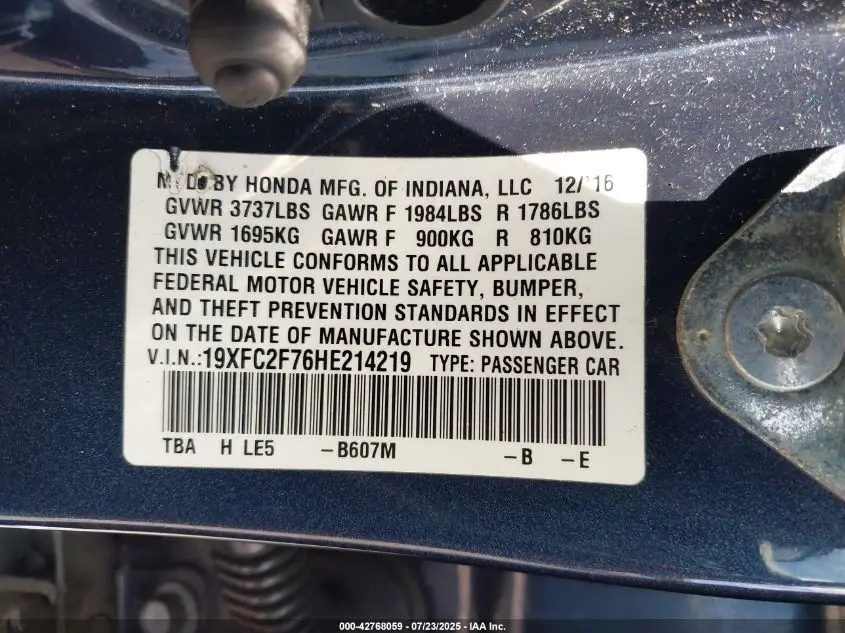 BY HONDA MFG. OF INDIANA, LLC 12/'16
GVWR 3737LBS GAWR F 1984LBS R 1786LBS
GVWR 1695KG GAWR F 900KG R 810KG
THIS VEHICLE CONFORMS TO ALL APPLICABLE
FEDERAL MOTOR VEHICLE SAFETY, BUMPER,
AND THEFT PREVENTION STANDARDS IN EFFECT
ON THE DATE OF MANUFACTURE SHOWN ABOVE.
V.I.N.:19XFC2F76HE214219 TYPE: PASSENGER CAR
TBA H LE5 –B607M –B –E
000-42768059 - 07/23/2025 - IAA Inc.